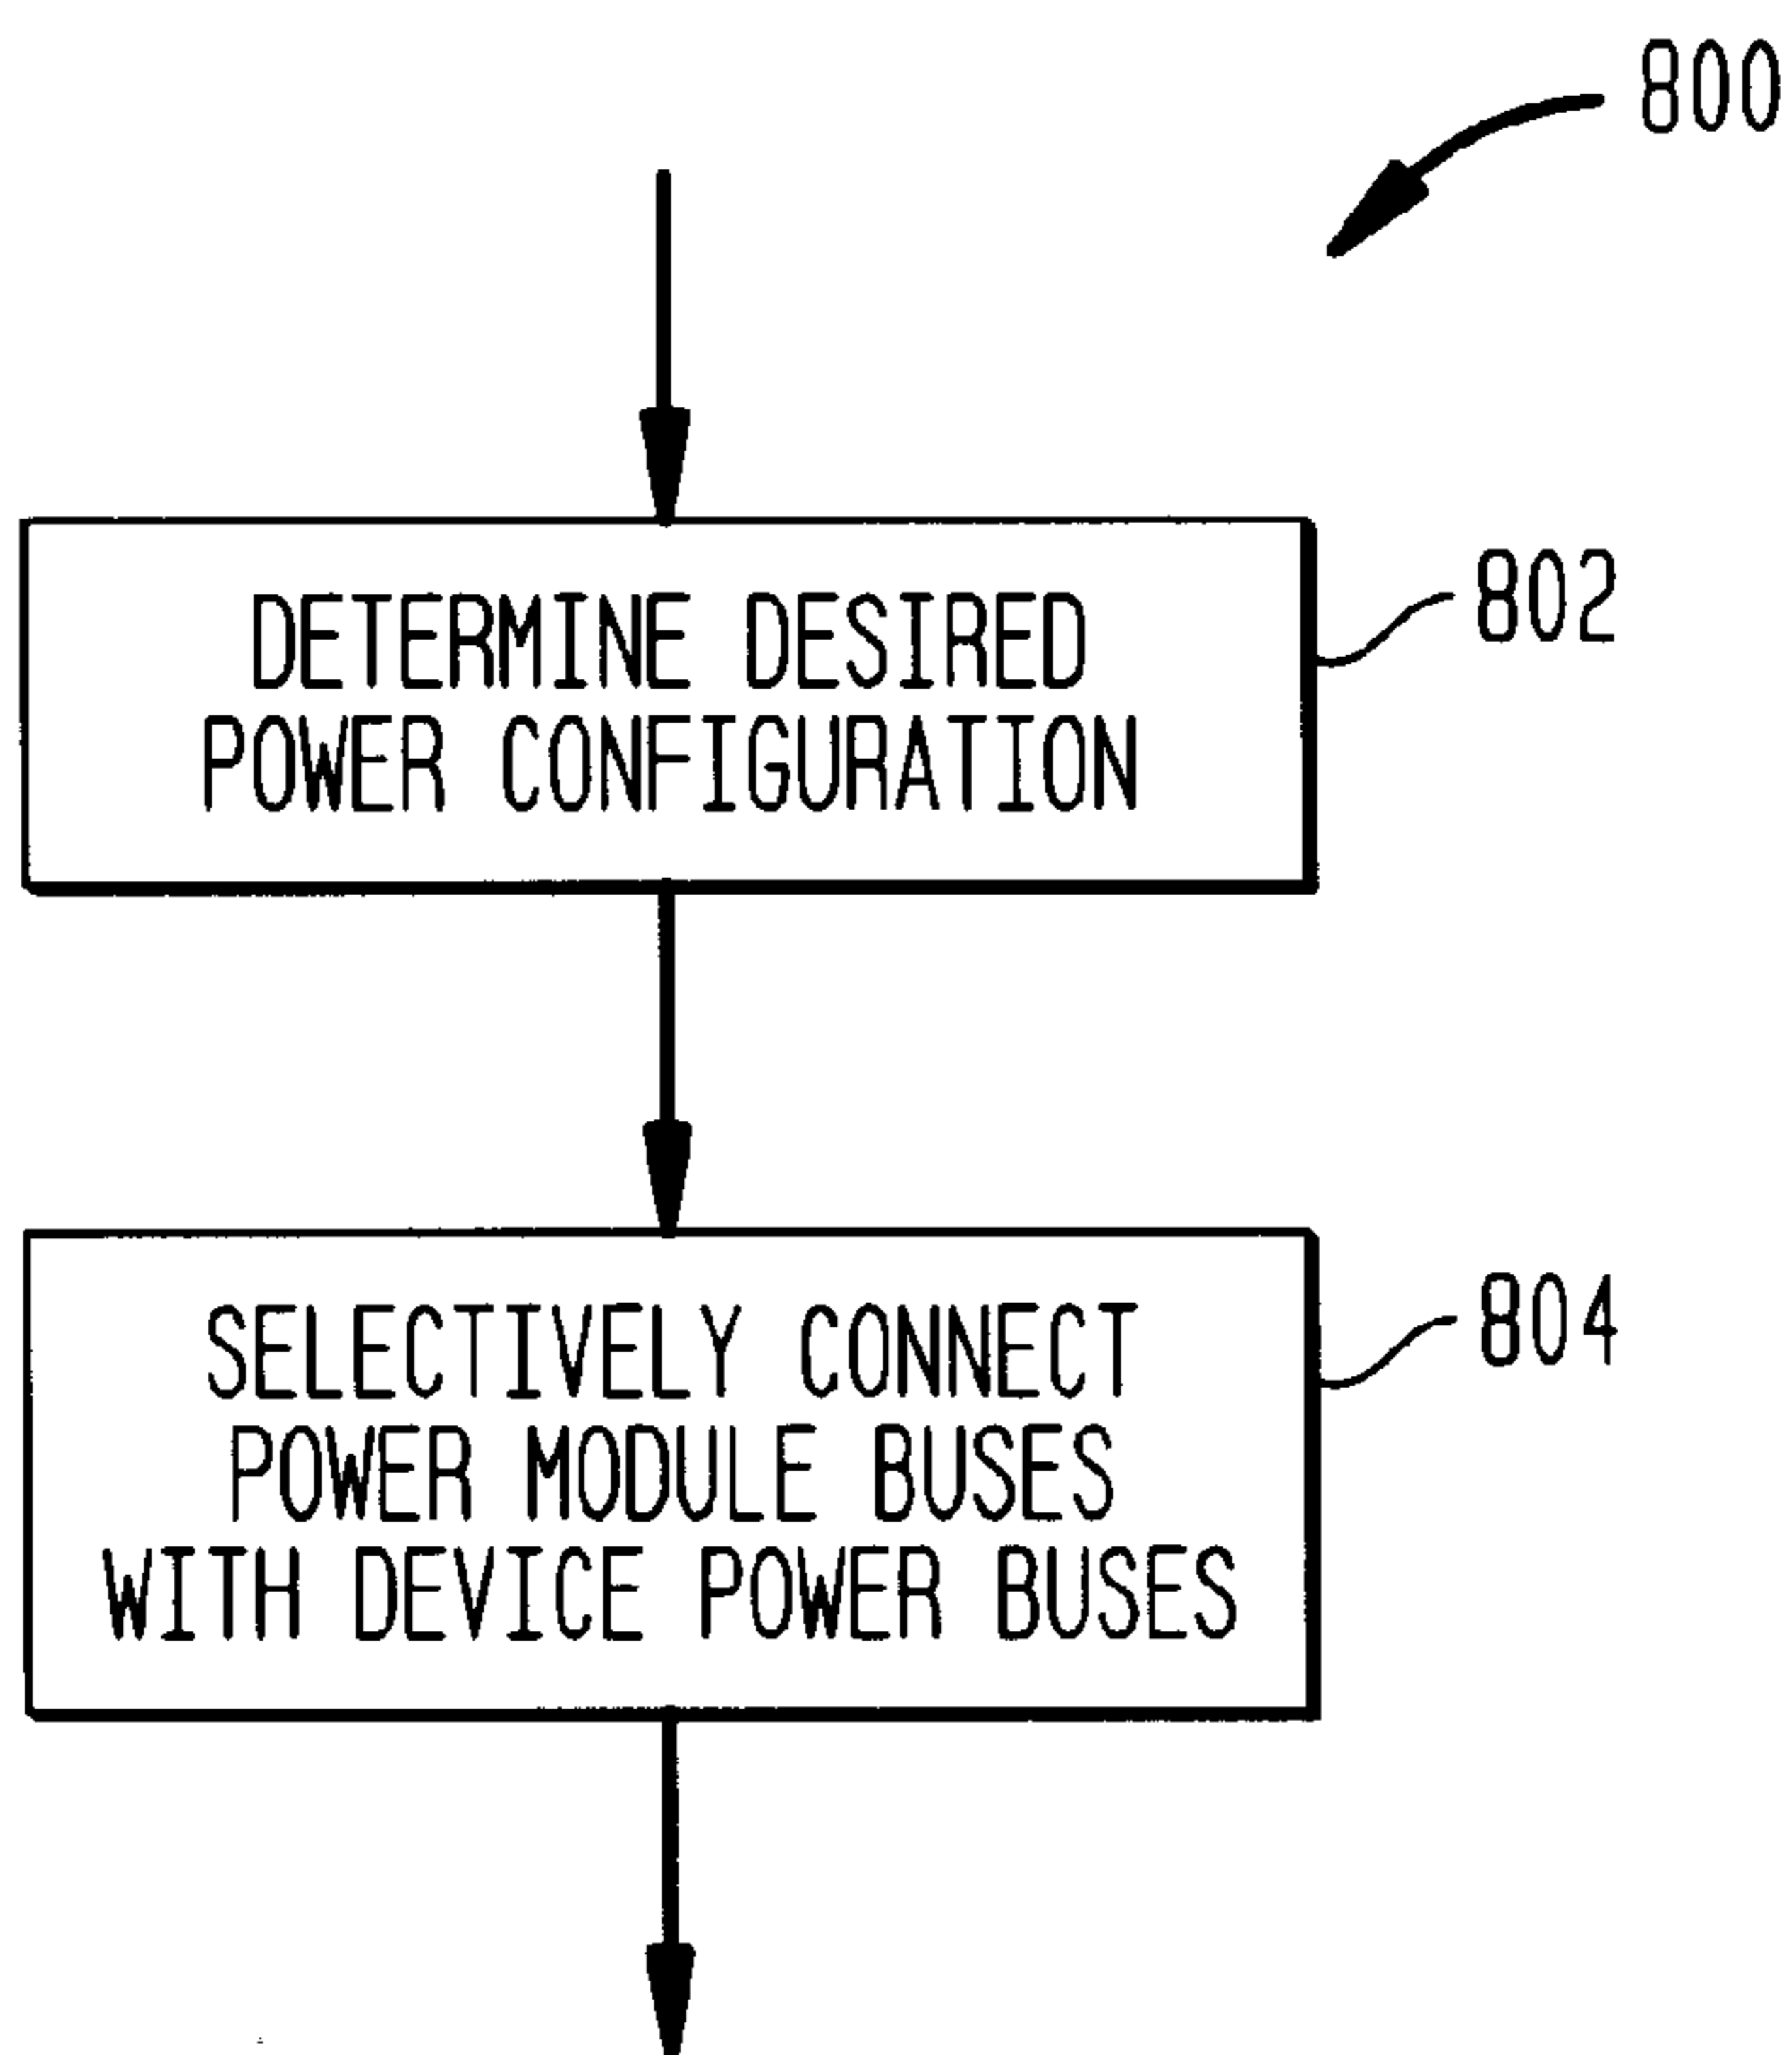 800
DETERMINE DESIRED
POWER CONFIGURATION
802
SELECTIVELY CONNECT
POWER MODULE BUSES
WITH DEVICE POWER BUSES
804